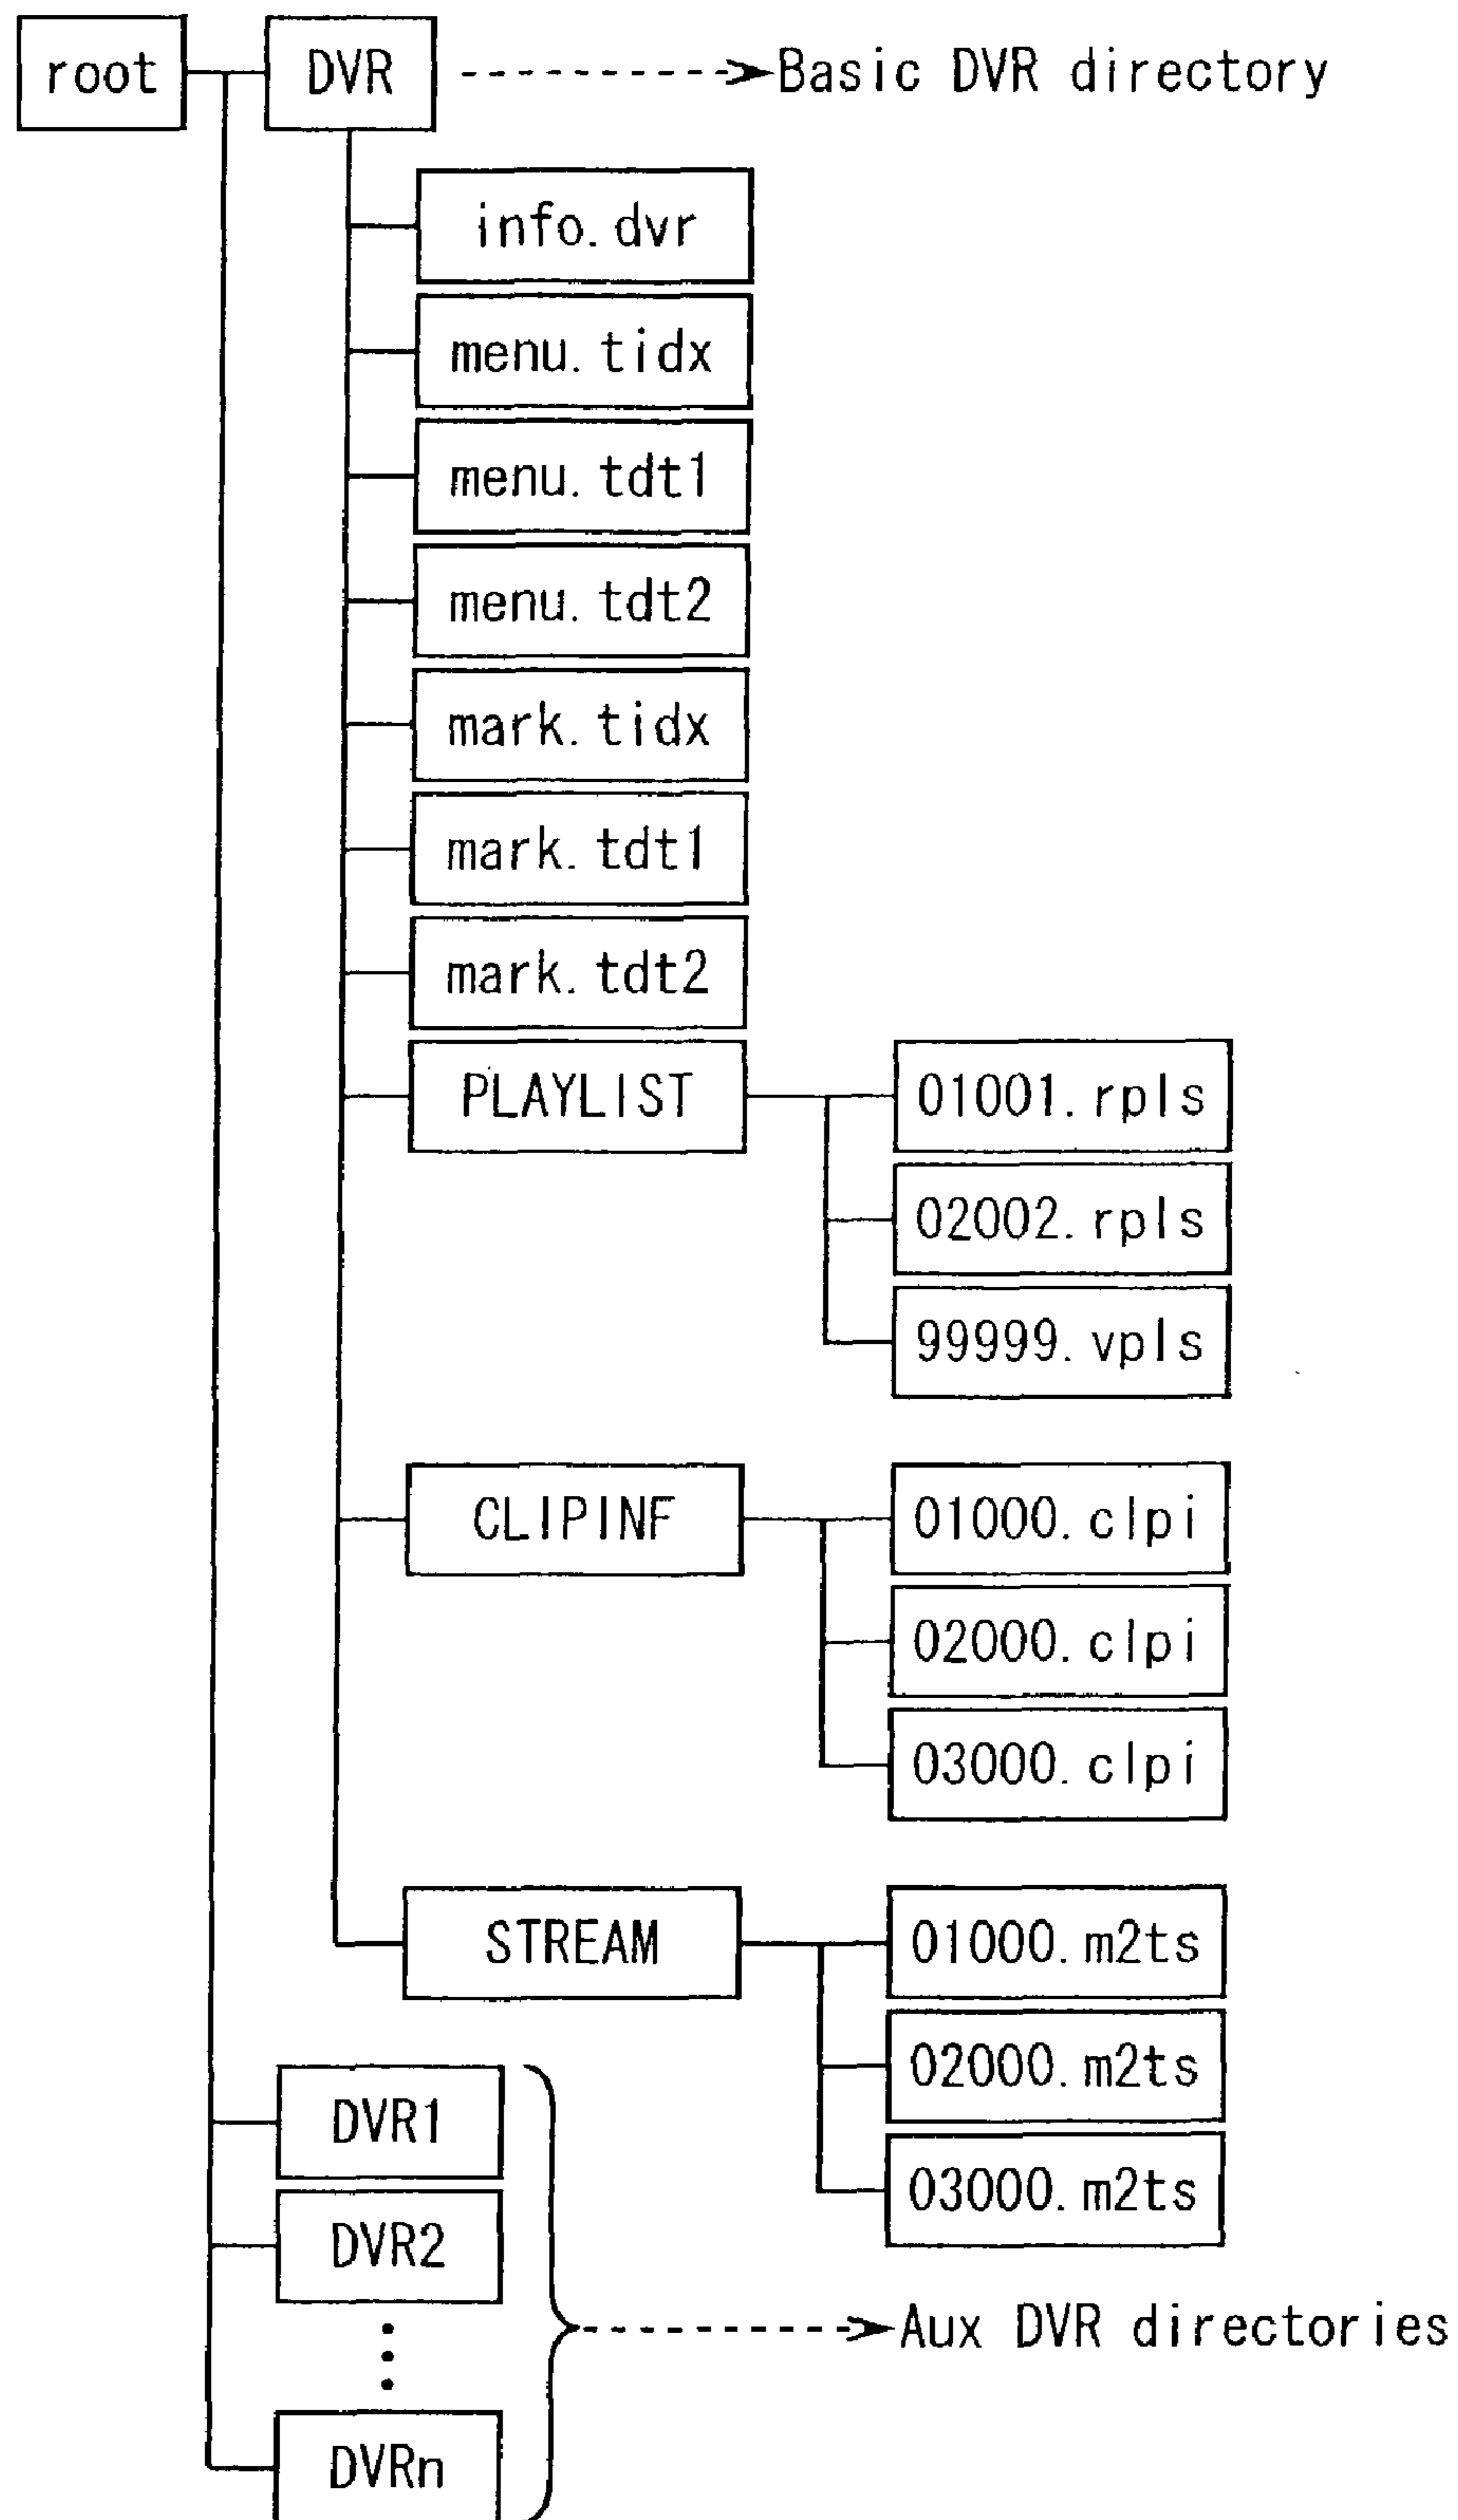 root
DVR
Basic DVR directory
info.dvr
menu.tidx
menu.tdt1
menu.tdt2
mark.tidx
mark.tdt1
mark.tdt2
PLAYLIST
01001.rpls
02002.rpls
99999.vpls
CLIPINF
01000.clpi
02000.clpi
03000.clpi
STREAM
01000.m2ts
02000.m2ts
03000.m2ts
DVR1
DVR2
Aux DVR directories
DVRn